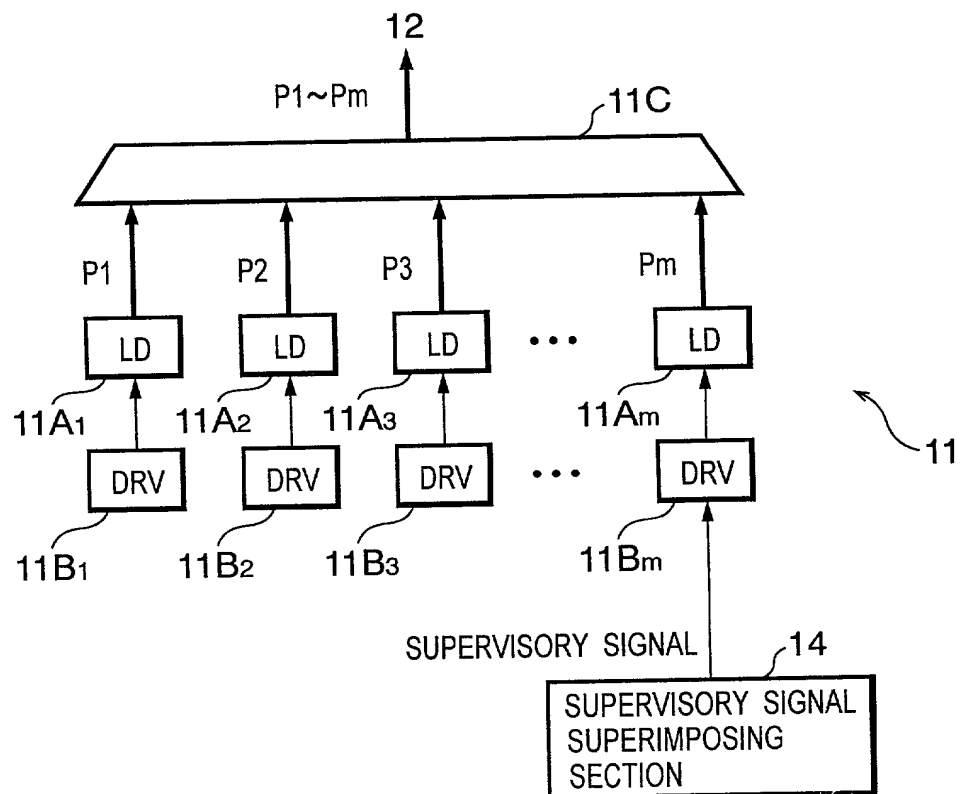 12
P1~Pm
11C
P1 P2 P3 Pm
LD LD LD ••• LD
11A1 11A2 11A3 11Am
11
DRV DRV DRV ••• DRV
11B1 11B2 11B3 11Bm
SUPERVISORY SIGNAL
14
SUPERVISORY SIGNAL
SUPERIMPOSING
SECTION